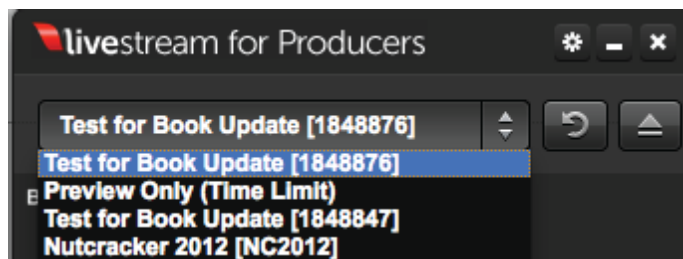 livestream for Producers
Test for Book Update [1848876]
Test for Book Update [1848876]
Preview Only (Time Limit)
Test for Book Update [1848847]
Nutcracker 2012 [NC2012]